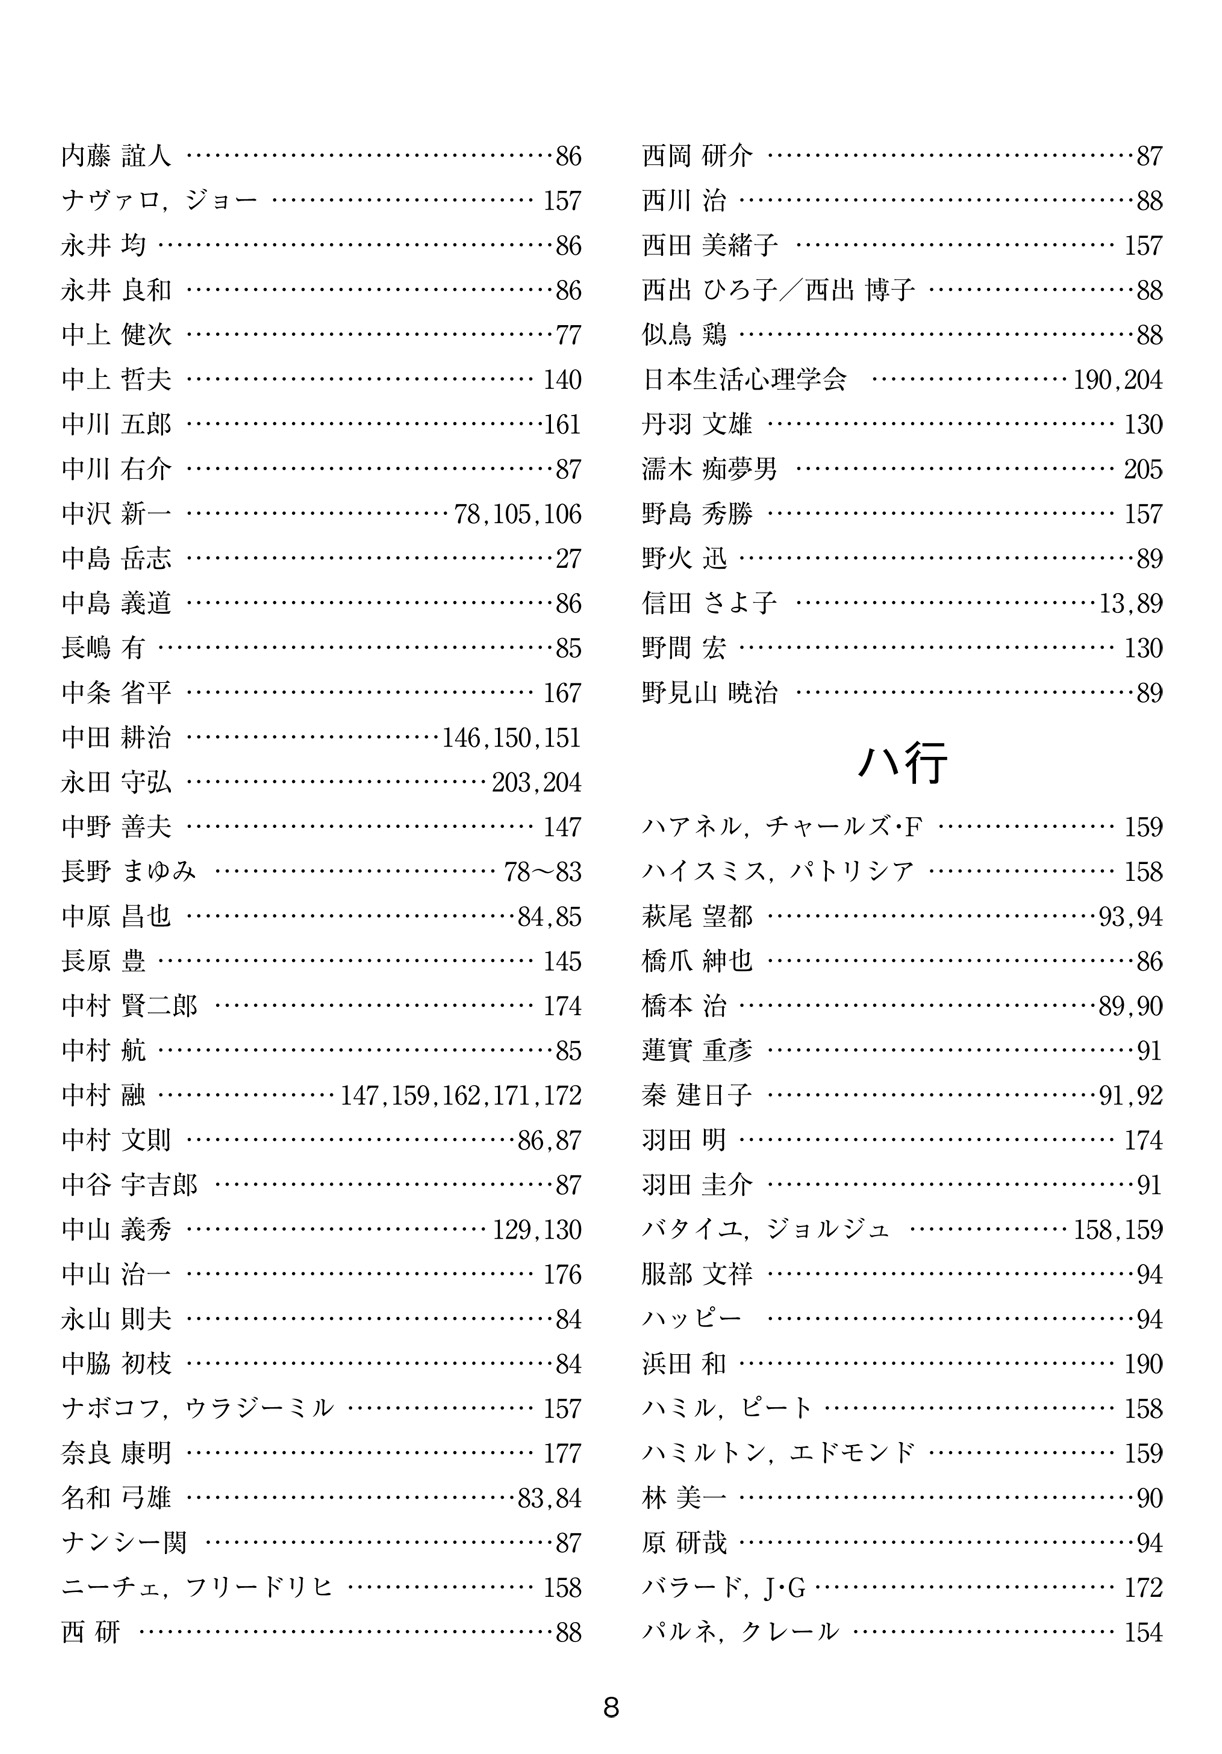 内藤 誼人 ……………………………………86
ナヴァロ, ジョー ………………………… 157
永井 均 ………………………………………86
永井 良和 ……………………………………86
中上 健次 ……………………………………77
中上 哲夫 ………………………………… 140
中川 五郎 …………………………………161
中川 右介 ……………………………………87
中沢 新一 …………………………78,105,106
中島 岳志 ……………………………………27
中島 義道 ……………………………………86
長嶋 有 ………………………………………85
中条 省平 ………………………………… 167
中田 耕治 ………………………146,150,151
永田 守弘 ……………………………203,204
中野 善夫 ………………………………… 147
長野 まゆみ ………………………… 78〜83
中原 昌也 ………………………………84,85
長原 豊 …………………………………… 145
中村 賢二郎 ……………………………… 174
中村 航 ………………………………………85
中村 融 ………………147,159,162,171,172
中村 文則 ………………………………86,87
中谷 宇吉郎 …………………………………87
中山 義秀 ……………………………129,130
中山 治一 ………………………………… 176
永山 則夫 ……………………………………84
中脇 初枝 ……………………………………84
ナボコフ, ウラジーミル ………………… 157
奈良 康明 ………………………………… 177
名和 弓雄 ………………………………83,84
ナンシー関 …………………………………87
ニーチェ, フリードリヒ ………………… 158
西 研 …………………………………………88
西岡 研介 ……………………………………87
西川 治 ………………………………………88
西田 美緒子 ……………………………… 157
西出 ひろ子／西出 博子 ……………………88
似鳥 鶏 ………………………………………88
日本生活心理学会 …………………190,204
丹羽 文雄 ………………………………… 130
濡木 痴夢男 ……………………………… 205
野島 秀勝 ………………………………… 157
野火 迅 ………………………………………89
信田 さよ子 ……………………………13,89
野間 宏 …………………………………… 130
野見山 暁治 …………………………………89
ハ行
ハアネル, チャールズ・F ……………… 159
ハイスミス, パトリシア ………………… 158
萩尾 望都 ………………………………93,94
橋爪 紳也 ……………………………………86
橋本 治 …………………………………89,90
蓮實 重彦 ……………………………………91
秦 建日子 ………………………………91,92
羽田 明 …………………………………… 174
羽田 圭介 ……………………………………91
バタイユ, ジョルジュ ………………158,159
服部 文祥 ……………………………………94
ハッピー ……………………………………94
浜田 和 …………………………………… 190
ハミル, ピート …………………………… 158
ハミルトン, エドモンド ………………… 159
林 美一 ………………………………………90
原 研哉 ………………………………………94
バラード, J・G …………………………… 172
パルネ, クレール ………………………… 154
8